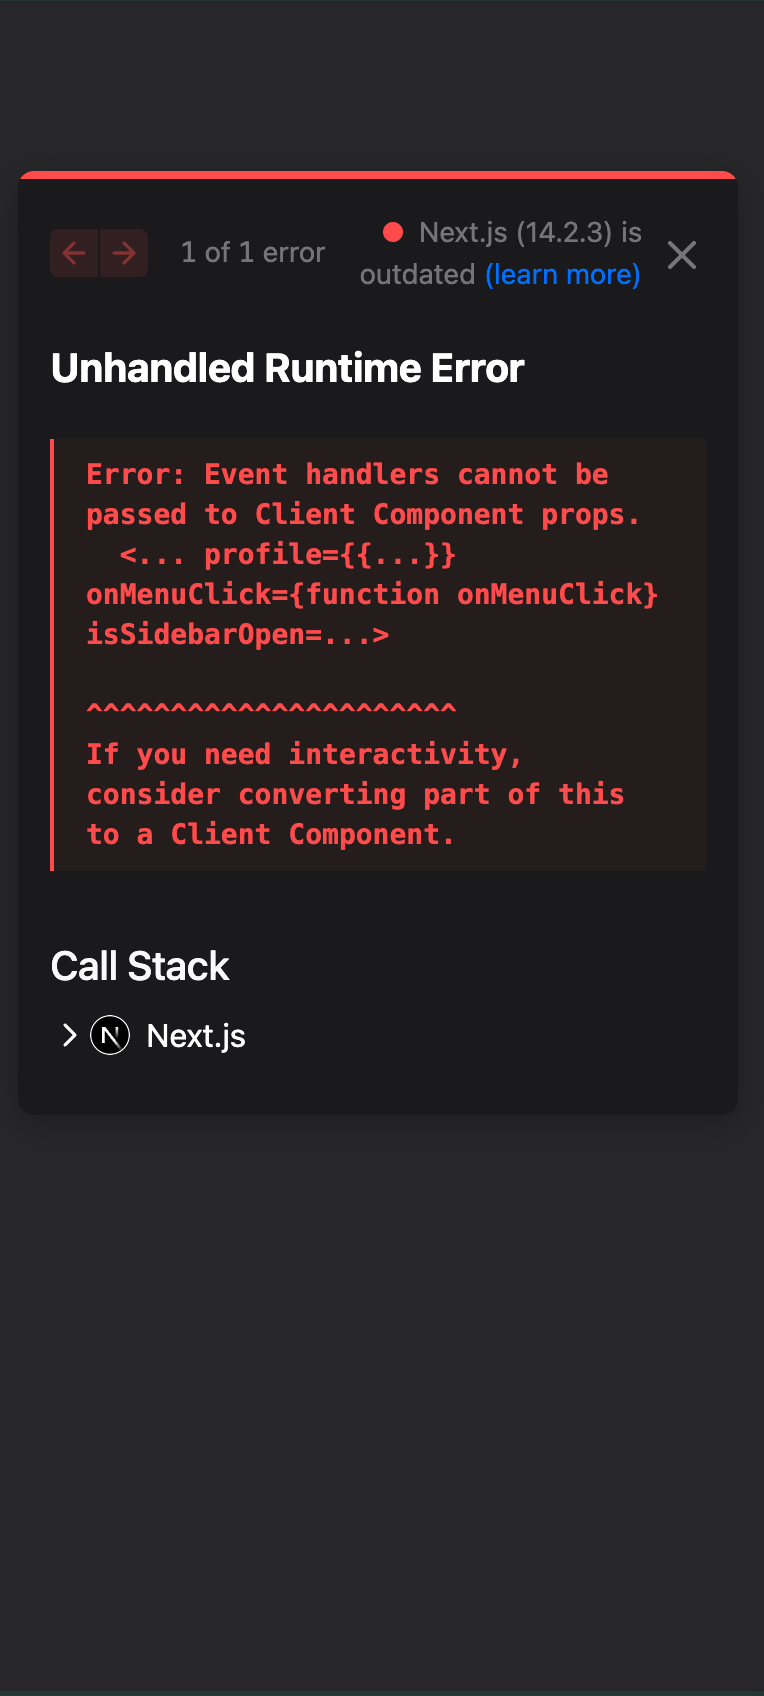 1 of 1 error
Next.js (14.2.3) is
outdated (learn more)
Unhandled Runtime Error
Error: Event handlers cannot be
passed to Client Component props.
  <... profile={{...}}
onMenuClick={function onMenuClick}
isSidebarOpen=...>
^^^^^^^^^^^^^^^^^^^^^^
If you need interactivity,
consider converting part of this
to a Client Component.
Call Stack
N Next.js